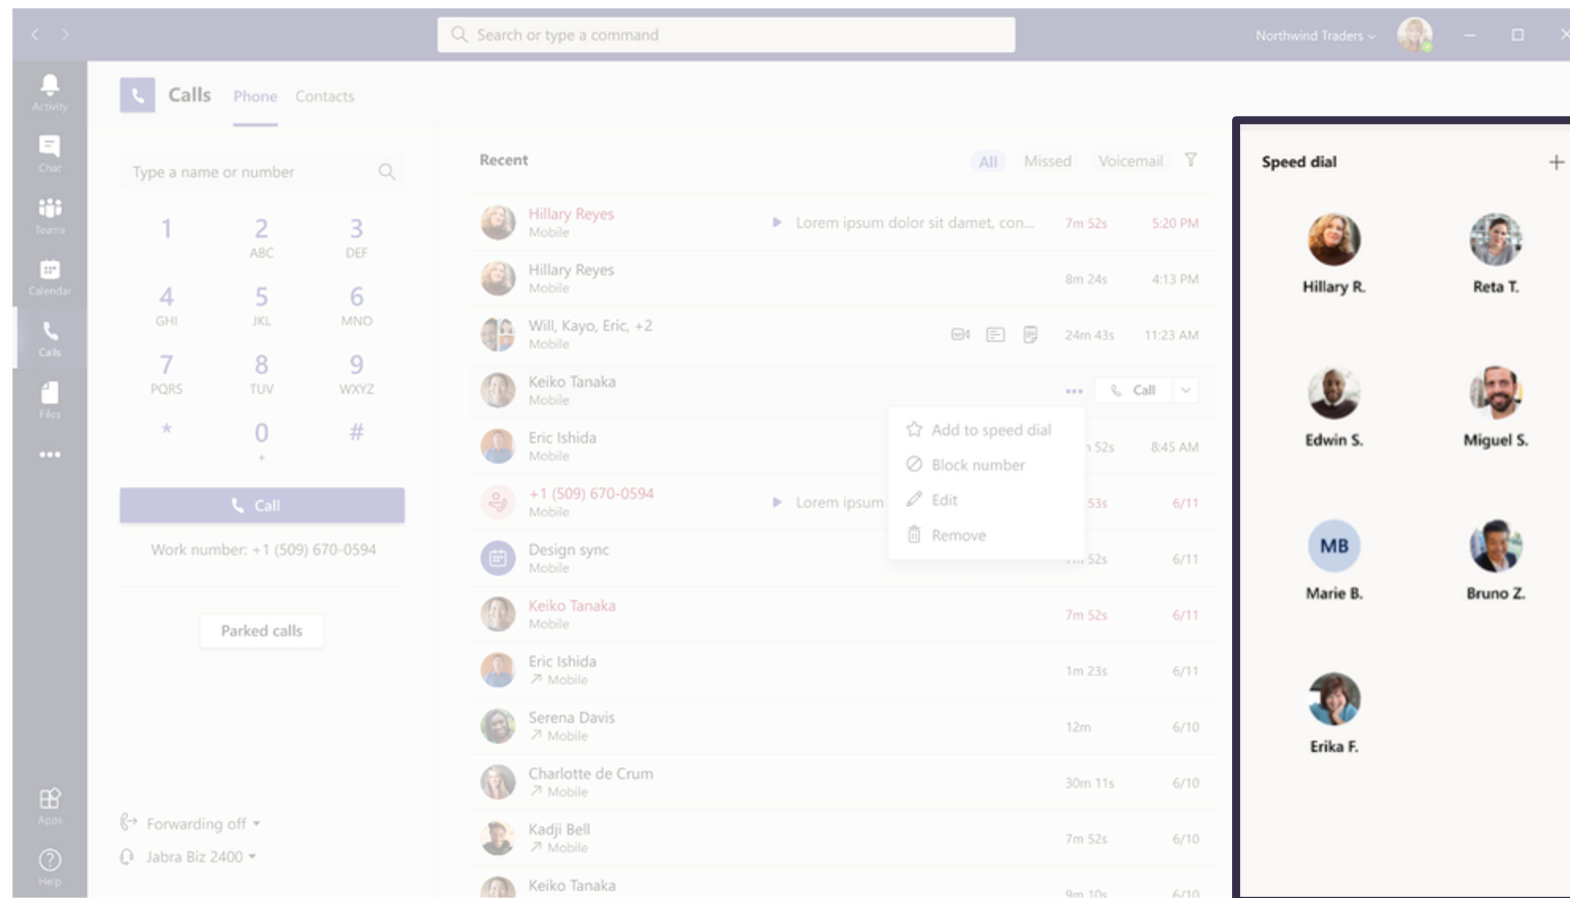 Search or type a command
Northwind Traders
Activity
Chat
Teams
Calendar
Calls
Files
Apps
Help
Calls
Phone
Contacts
Type a name or number
1
2
ABC
3
DEF
4
GHI
5
JKL
6
MNO
7
PQRS
8
TUV
9
WXYZ
*
0
+
#
Call
Work number: +1 (509) 670-0594
Parked calls
Forwarding off
Jabra Biz 2400
Recent
All
Missed
Voicemail
Hillary Reyes
Mobile
Lorem ipsum dolor sit damet, con...
7m 52s
5:20 PM
Hillary Reyes
Mobile
8m 24s
4:13 PM
Will, Kayo, Eric, +2
Mobile
24m 43s
11:23 AM
Keiko Tanaka
Mobile
Call
Add to speed dial
Block number
Edit
Remove
Eric Ishida
Mobile
52s
8:45 AM
+1 (509) 670-0594
Mobile
Lorem ipsum
53s
6/11
Design sync
Mobile
52s
6/11
Keiko Tanaka
Mobile
7m 52s
6/11
Eric Ishida
Mobile
1m 23s
6/11
Serena Davis
Mobile
12m
6/10
Charlotte de Crum
Mobile
30m 11s
6/10
Kadji Bell
Mobile
7m 52s
6/10
Keiko Tanaka
9m 10s
6/10
Speed dial
Hillary R.
Reta T.
Edwin S.
Miguel S.
MB
Marie B.
Bruno Z.
Erika F.